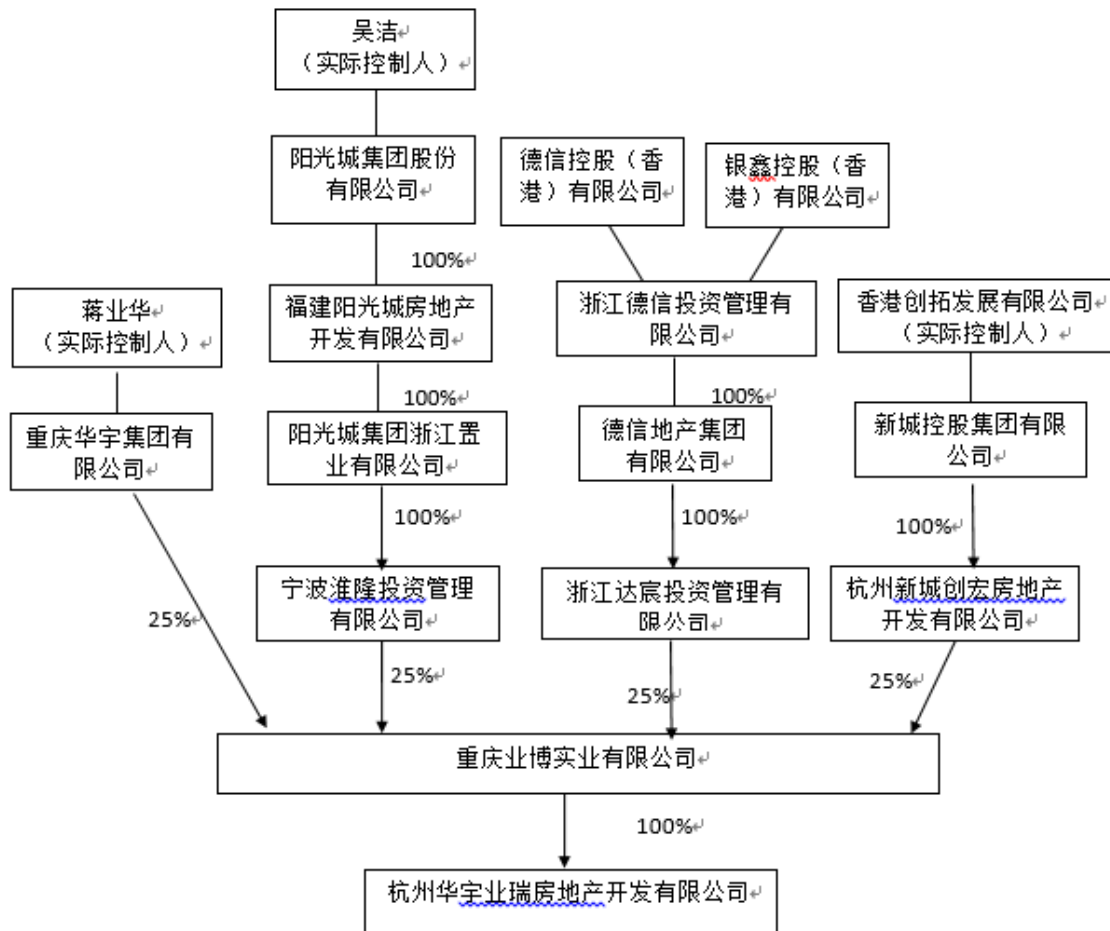 吴洁
（实际控制人）
阳光城集团股份
有限公司
德信控股（香
港）有限公司
银鑫控股（香
港）有限公司
100%
蒋业华
（实际控制人）
福建阳光城房地产
开发有限公司
浙江德信投资管理有
限公司
香港创拓发展有限公司
（实际控制人）
100%
100%
重庆华宇集团有
限公司
阳光城集团浙江置
业有限公司
德信地产集团
有限公司
新城控股集团有限
公司
100%
100%
100%
宁波淮隆投资管理
有限公司
浙江达宸投资管理有
限公司
杭州新城创宏房地产
开发有限公司
25%
25%
25%
25%
重庆业博实业有限公司
100%
杭州华宇业瑞房地产开发有限公司